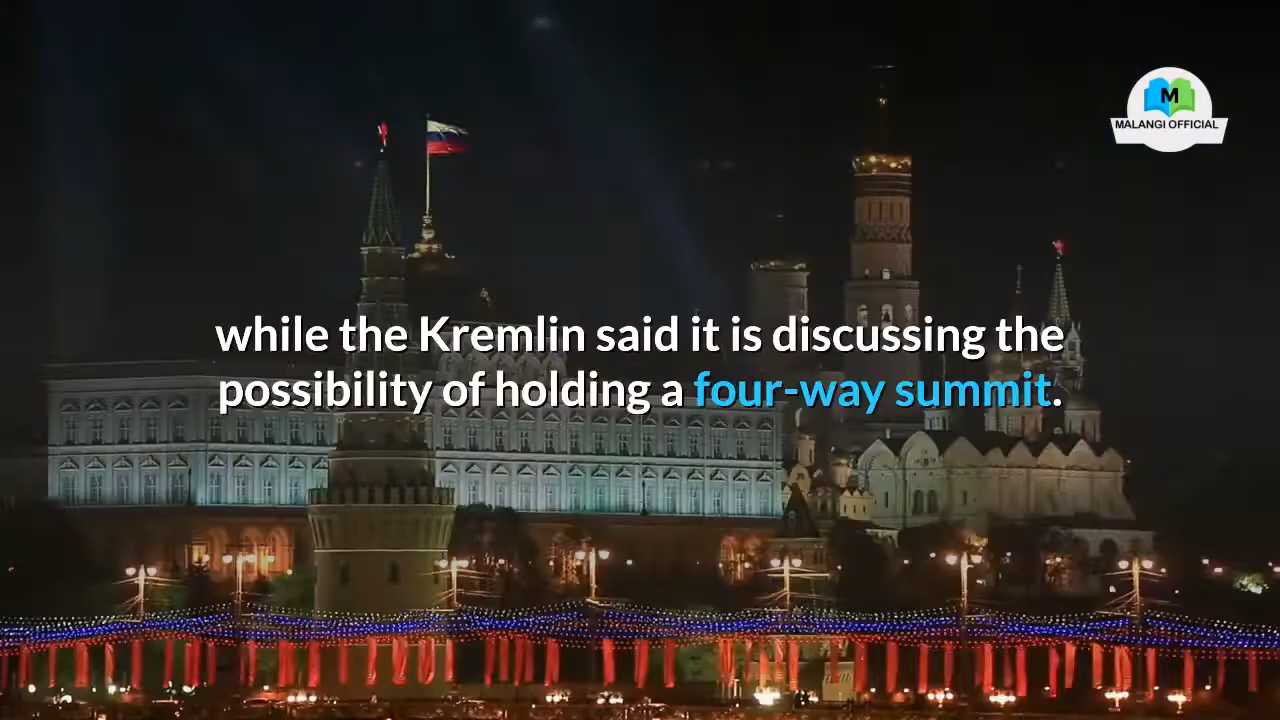 M
MALANGI OFFICIAL
while the Kremlin said it is discussing the
possibility of holding a four-way summit.